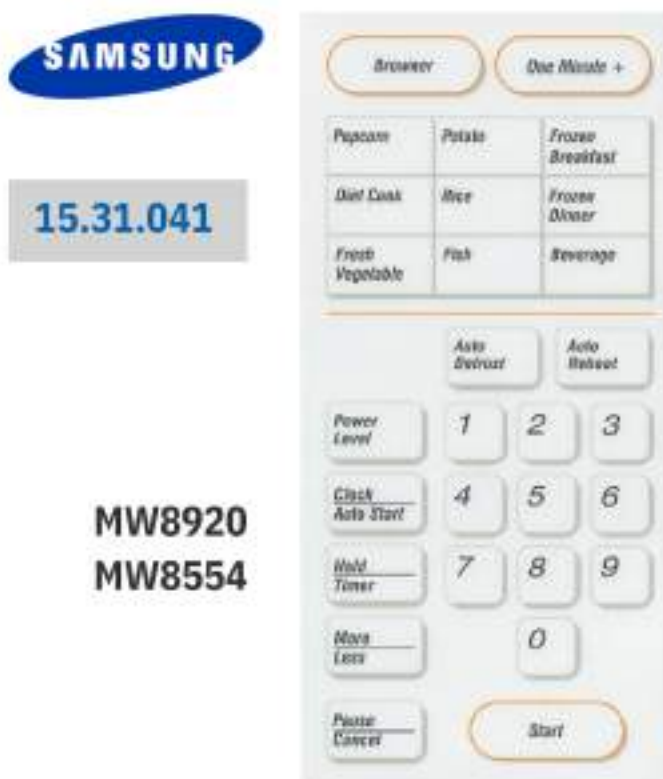 SAMSUNG
15.31.041
MW8920
MW8554
Browner
One Minute +
Popcorn
Potato
Frozen
Breakfast
Diet Cook
Rice
Frozen
Dinner
Fresh
Vegetable
Fish
Beverage
Auto
Defrost
Auto
Reheat
Power
Level
1
2
3
Clock
Auto Start
4
5
6
Hold
Timer
7
8
9
More
Less
0
Pause
Cancel
Start